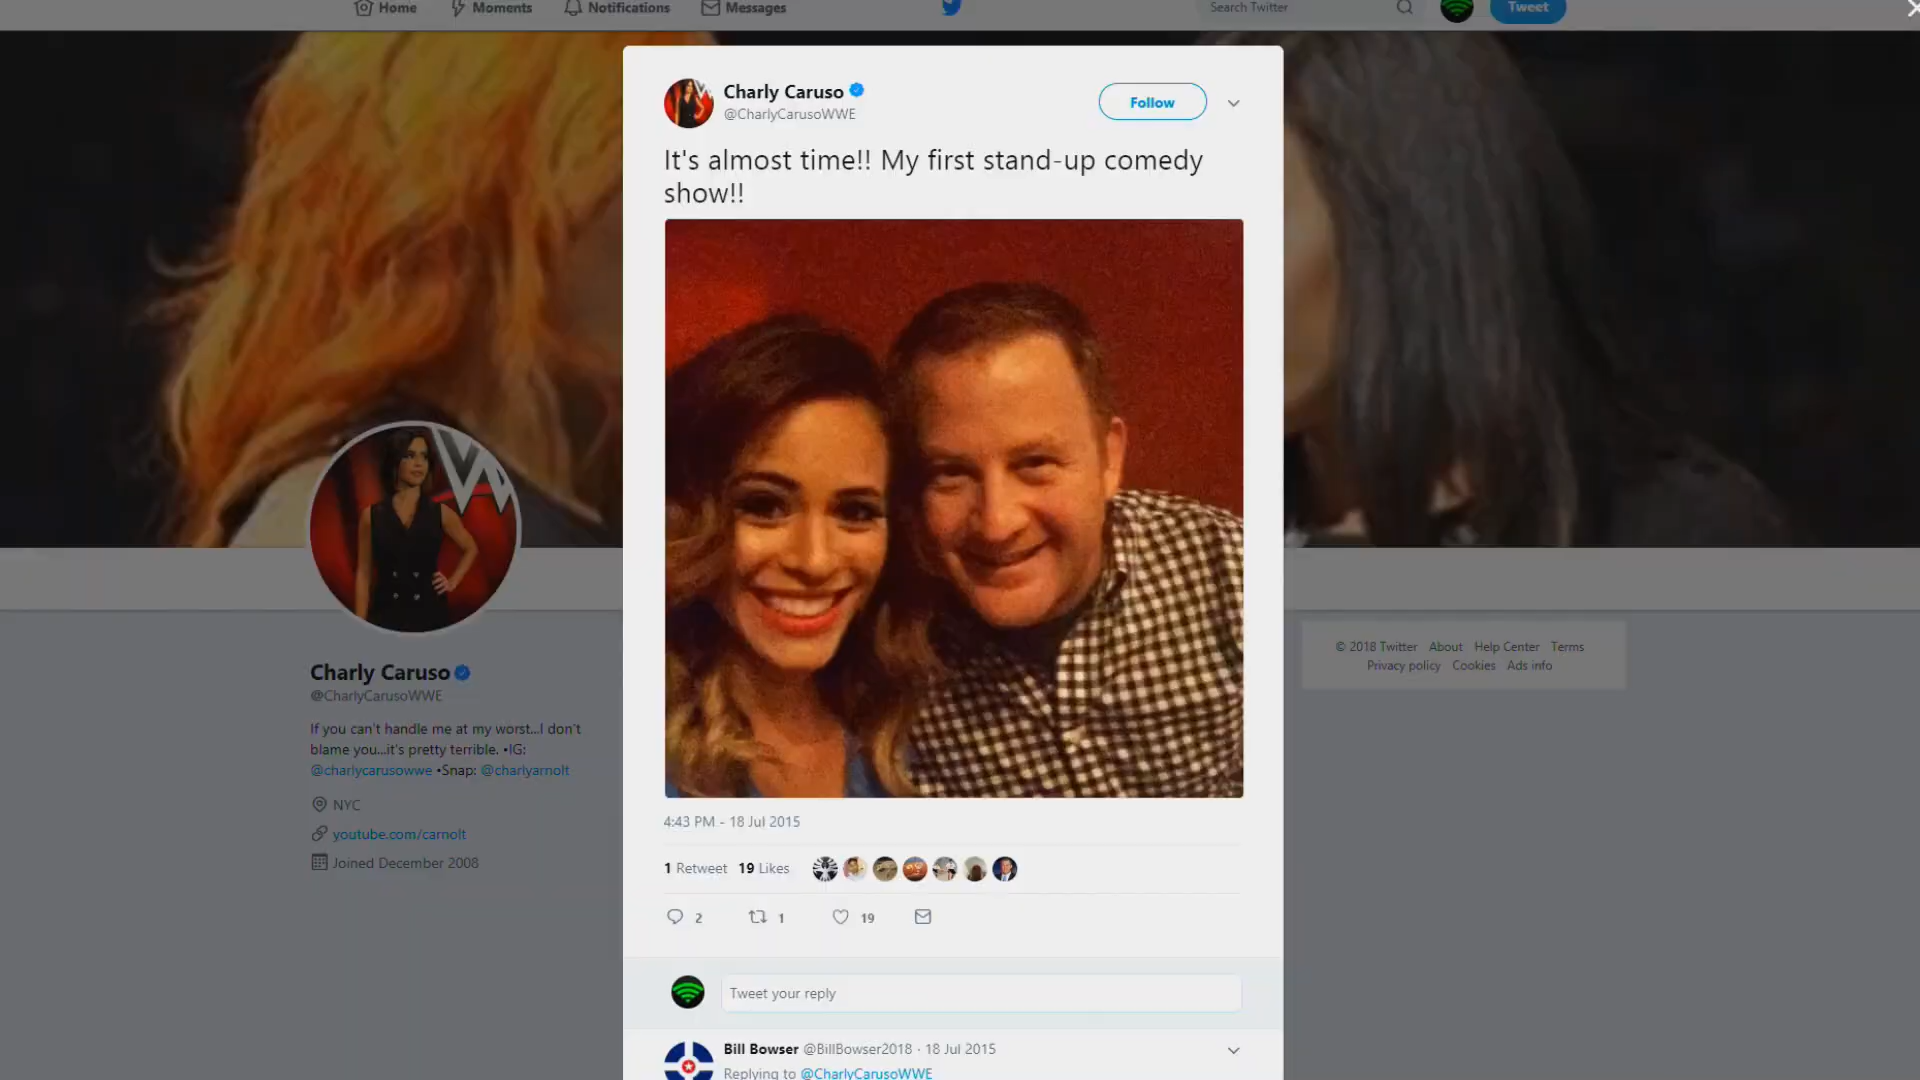 Home
Moments
Notifications
Messages
Search Twitter
Tweet
Charly Caruso
@CharlyCarusoWWE
Follow
It's almost time!! My first stand-up comedy
show!!
4:43 PM - 18 Jul 2015
1 Retweet 19 Likes
2 1 19
Tweet your reply
Bill Bowser @BillBowser2018 · 18 Jul 2015
Replying to @CharlyCarusoWWE
Charly Caruso
@CharlyCarusoWWE
If you can't handle me at my worst...I don't
blame you...it's pretty terrible. •IG:
@charlycarusowwe •Snap: @charlyarnolt
NYC
youtube.com/carnolt
Joined December 2008
© 2018 Twitter About Help Center Terms
Privacy policy Cookies Ads info